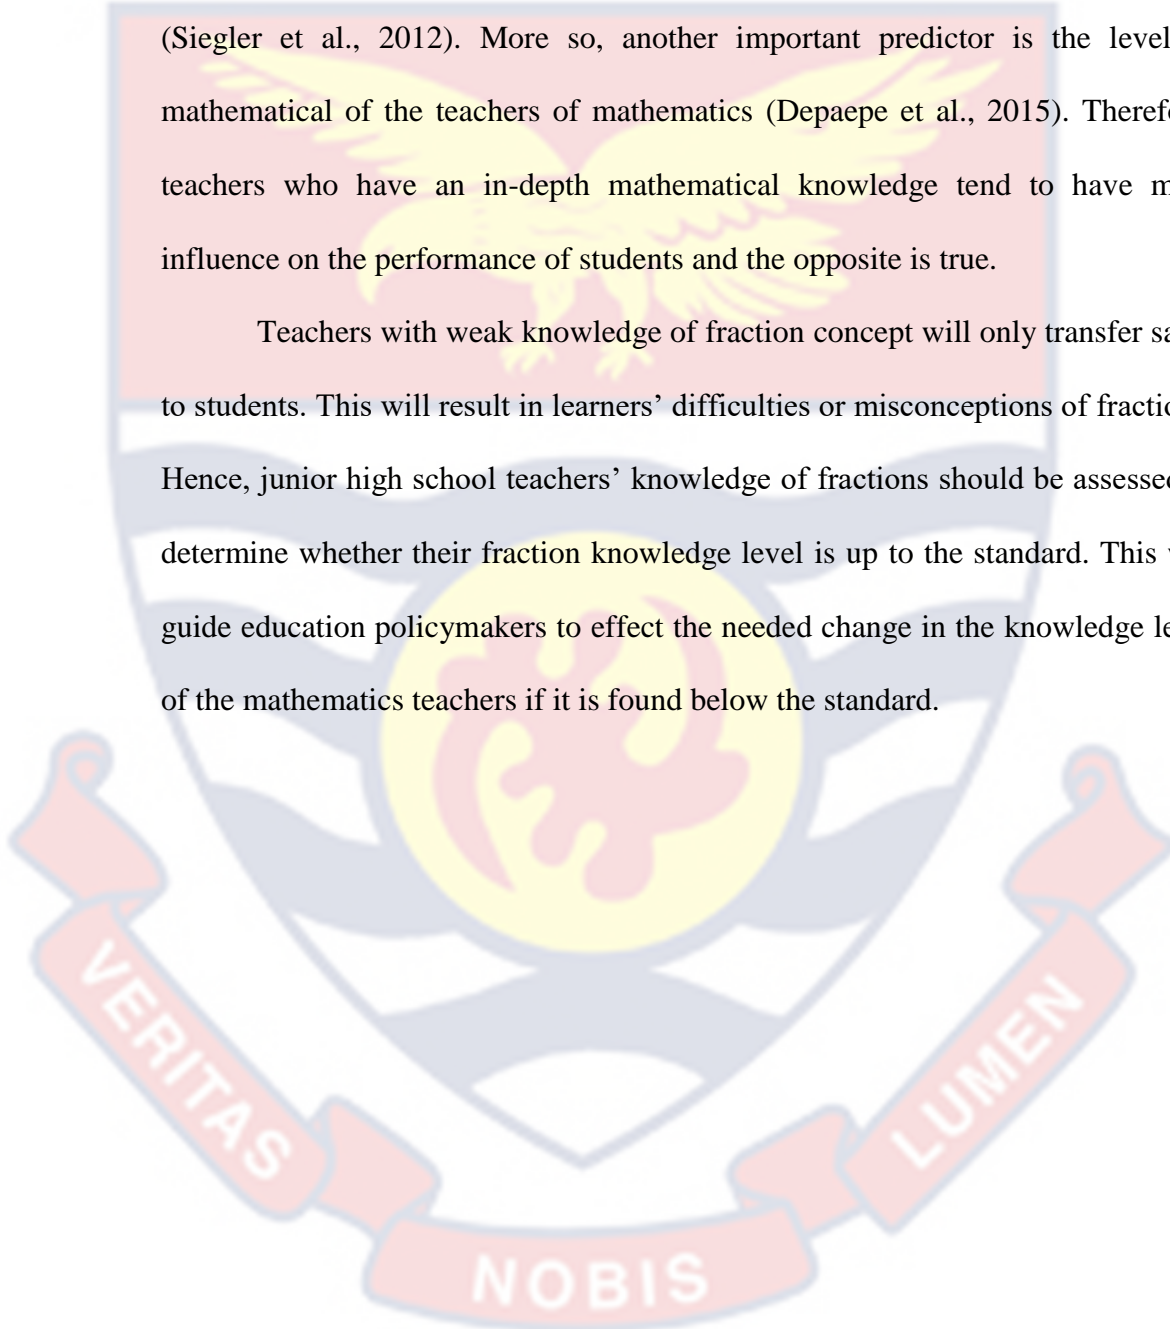 (Siegler et al., 2012). More so, another important predictor is the level
mathematical of the teachers of mathematics (Depaepe et al., 2015). Therefo
teachers who have an in-depth mathematical knowledge tend to have m
influence on the performance of students and the opposite is true.
Teachers with weak knowledge of fraction concept will only transfer sa
to students. This will result in learners’ difficulties or misconceptions of fractio
Hence, junior high school teachers’ knowledge of fractions should be assessed
determine whether their fraction knowledge level is up to the standard. This w
guide education policymakers to effect the needed change in the knowledge le
of the mathematics teachers if it is found below the standard.
VERITAS
NOBIS
LUMEN